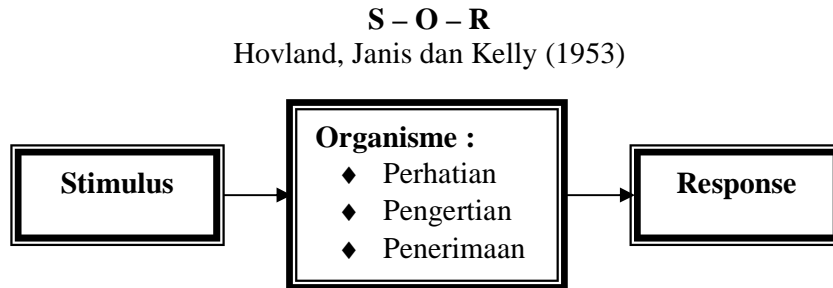 S – O – R
Hovland, Janis dan Kelly (1953)
Stimulus
Organisme :
♦ Perhatian
♦ Pengertian
♦ Penerimaan
Response